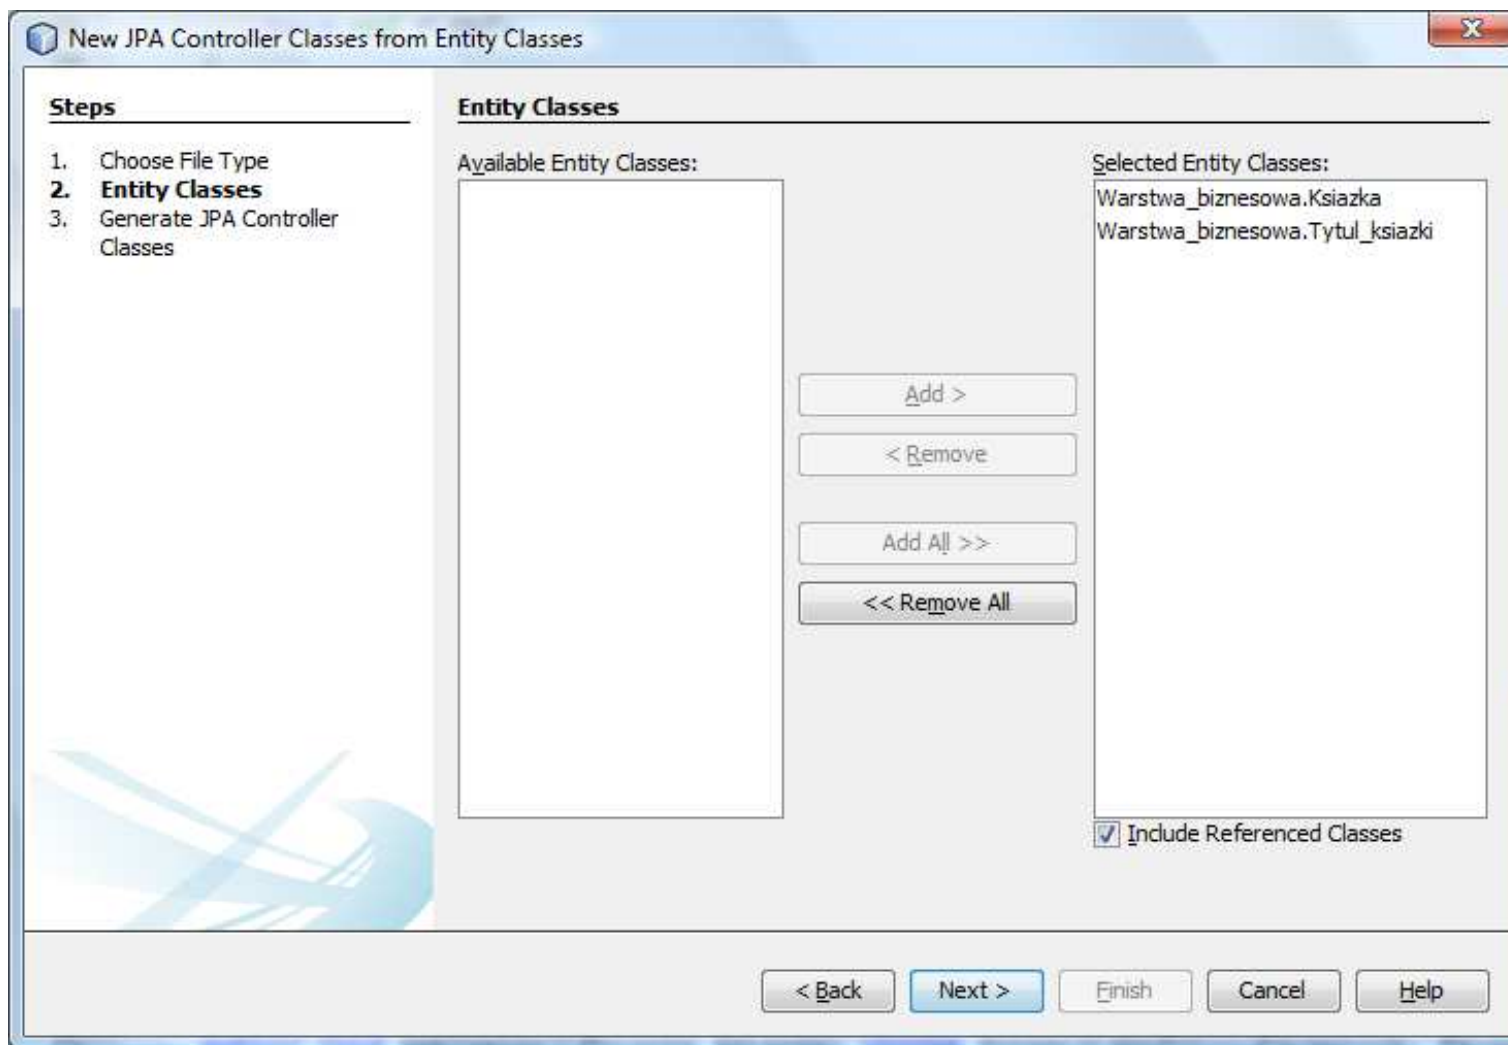 New JPA Controller Classes from Entity Classes
Steps
1. Choose File Type
2. Entity Classes
3. Generate JPA Controller
Classes
Entity Classes
Available Entity Classes:
Add >
< Remove
Add All >>
<< Remove All
Selected Entity Classes:
Warstwa_biznesowa.Ksiazka
Warstwa_biznesowa.Tytul_ksiazki
Include Referenced Classes
< Back
Next >
Finish
Cancel
Help